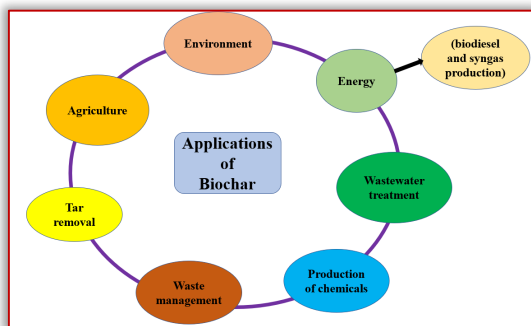 Environment
Energy
(biodiesel
and syngas
production)
Agriculture
Applications
of
Biochar
Wastewater
treatment
Tar
removal
Production
of chemicals
Waste
management